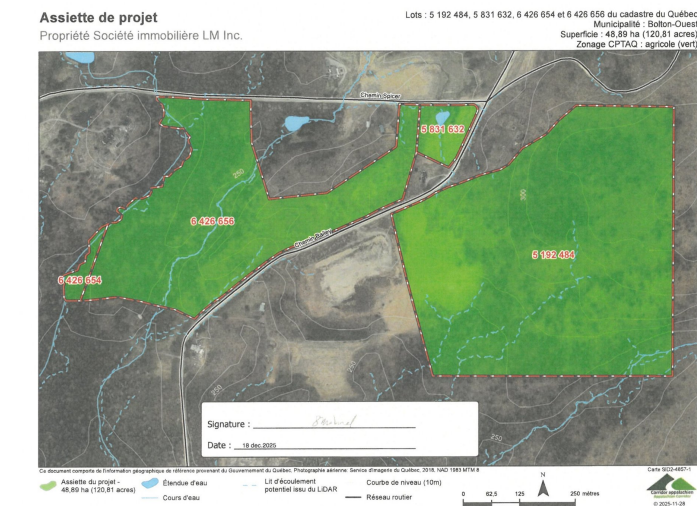 Assiette de projet
Propriété Société immobilière LM Inc.
Lots : 5 192 484, 5 831 632, 6 426 654 et 6 426 656 du cadastre du Québec
Municipalité : Bolton-Ouest
Superficie : 48,89 ha (120,81 acres)
Zonage CPTAQ : agricole (vert)
Chemin Spicer
5 831 632
250
300
6 426 656
Chemin Bailey
5 192 484
6 426 654
250
250
250
Signature :
Date : 18 dec.2025
Ce document comporte de l'information géographique de référence provenant du Gouvernement du Québec. Photographie aérienne: Service d'imagerie du Québec, 2018. NAD 1983 MTM 8
Carte SID2-4857-1
Assiette du projet -
48,89 ha (120,81 acres)
Étendue d'eau
Cours d'eau
Lit d'écoulement
potentiel issu du LiDAR
Courbe de niveau (10m)
Réseau routier
N
0 62,5 125 250 mètres
Corridor appalachien
Appalachian Corridor
© 2025-11-28